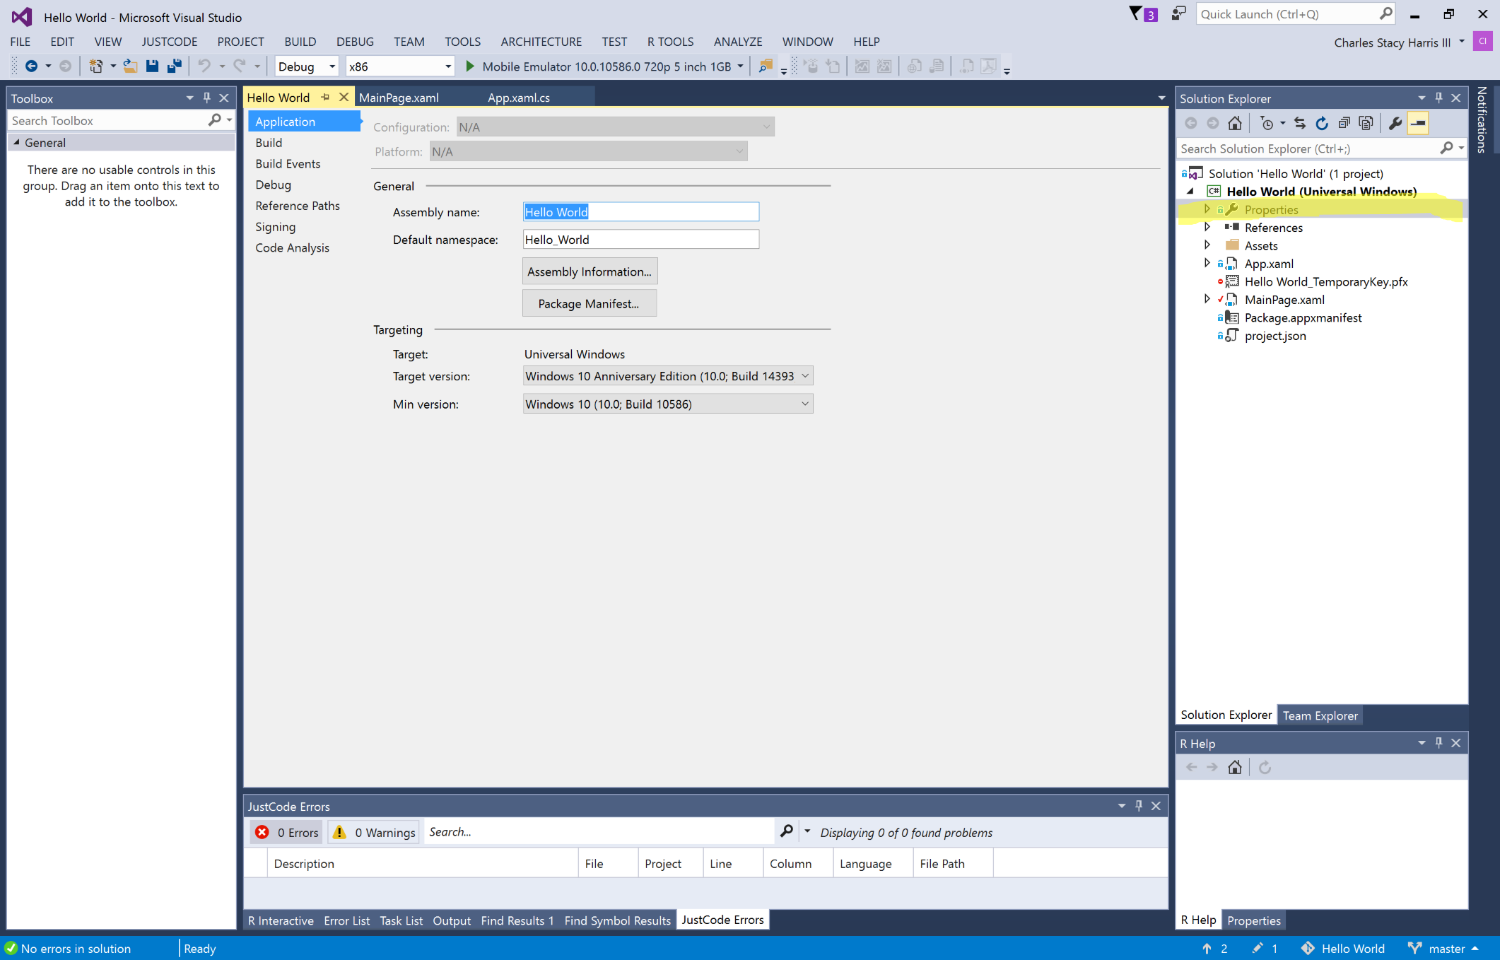 Hello World - Microsoft Visual Studio
3
Quick Launch (Ctrl+Q)
FILE EDIT VIEW JUSTCODE PROJECT BUILD DEBUG TEAM TOOLS ARCHITECTURE TEST R TOOLS ANALYZE WINDOW HELP
Charles Stacy Harris III CI
Debug x86 Mobile Emulator 10.0.10586.0 720p 5 inch 1GB
Toolbox
Search Toolbox
General
There are no usable controls in this
group. Drag an item onto this text to
add it to the toolbox.
Hello World MainPage.xaml App.xaml.cs
Application
Build
Build Events
Debug
Reference Paths
Signing
Code Analysis
Configuration: N/A
Platform: N/A
General
Assembly name: Hello World
Default namespace: Hello_World
Assembly Information...
Package Manifest...
Targeting
Target: Universal Windows
Target version: Windows 10 Anniversary Edition (10.0; Build 14393
Min version: Windows 10 (10.0; Build 10586)
Solution Explorer
Search Solution Explorer (Ctrl+;)
Solution 'Hello World' (1 project)
C# Hello World (Universal Windows)
Properties
References
Assets
App.xaml
Hello World_TemporaryKey.pfx
MainPage.xaml
Package.appxmanifest
project.json
Solution Explorer Team Explorer
Notifications
R Help
R Help Properties
JustCode Errors
0 Errors 0 Warnings Search... Displaying 0 of 0 found problems
Description File Project Line Column Language File Path
R Interactive Error List Task List Output Find Results 1 Find Symbol Results JustCode Errors
No errors in solution Ready 2 1 Hello World master